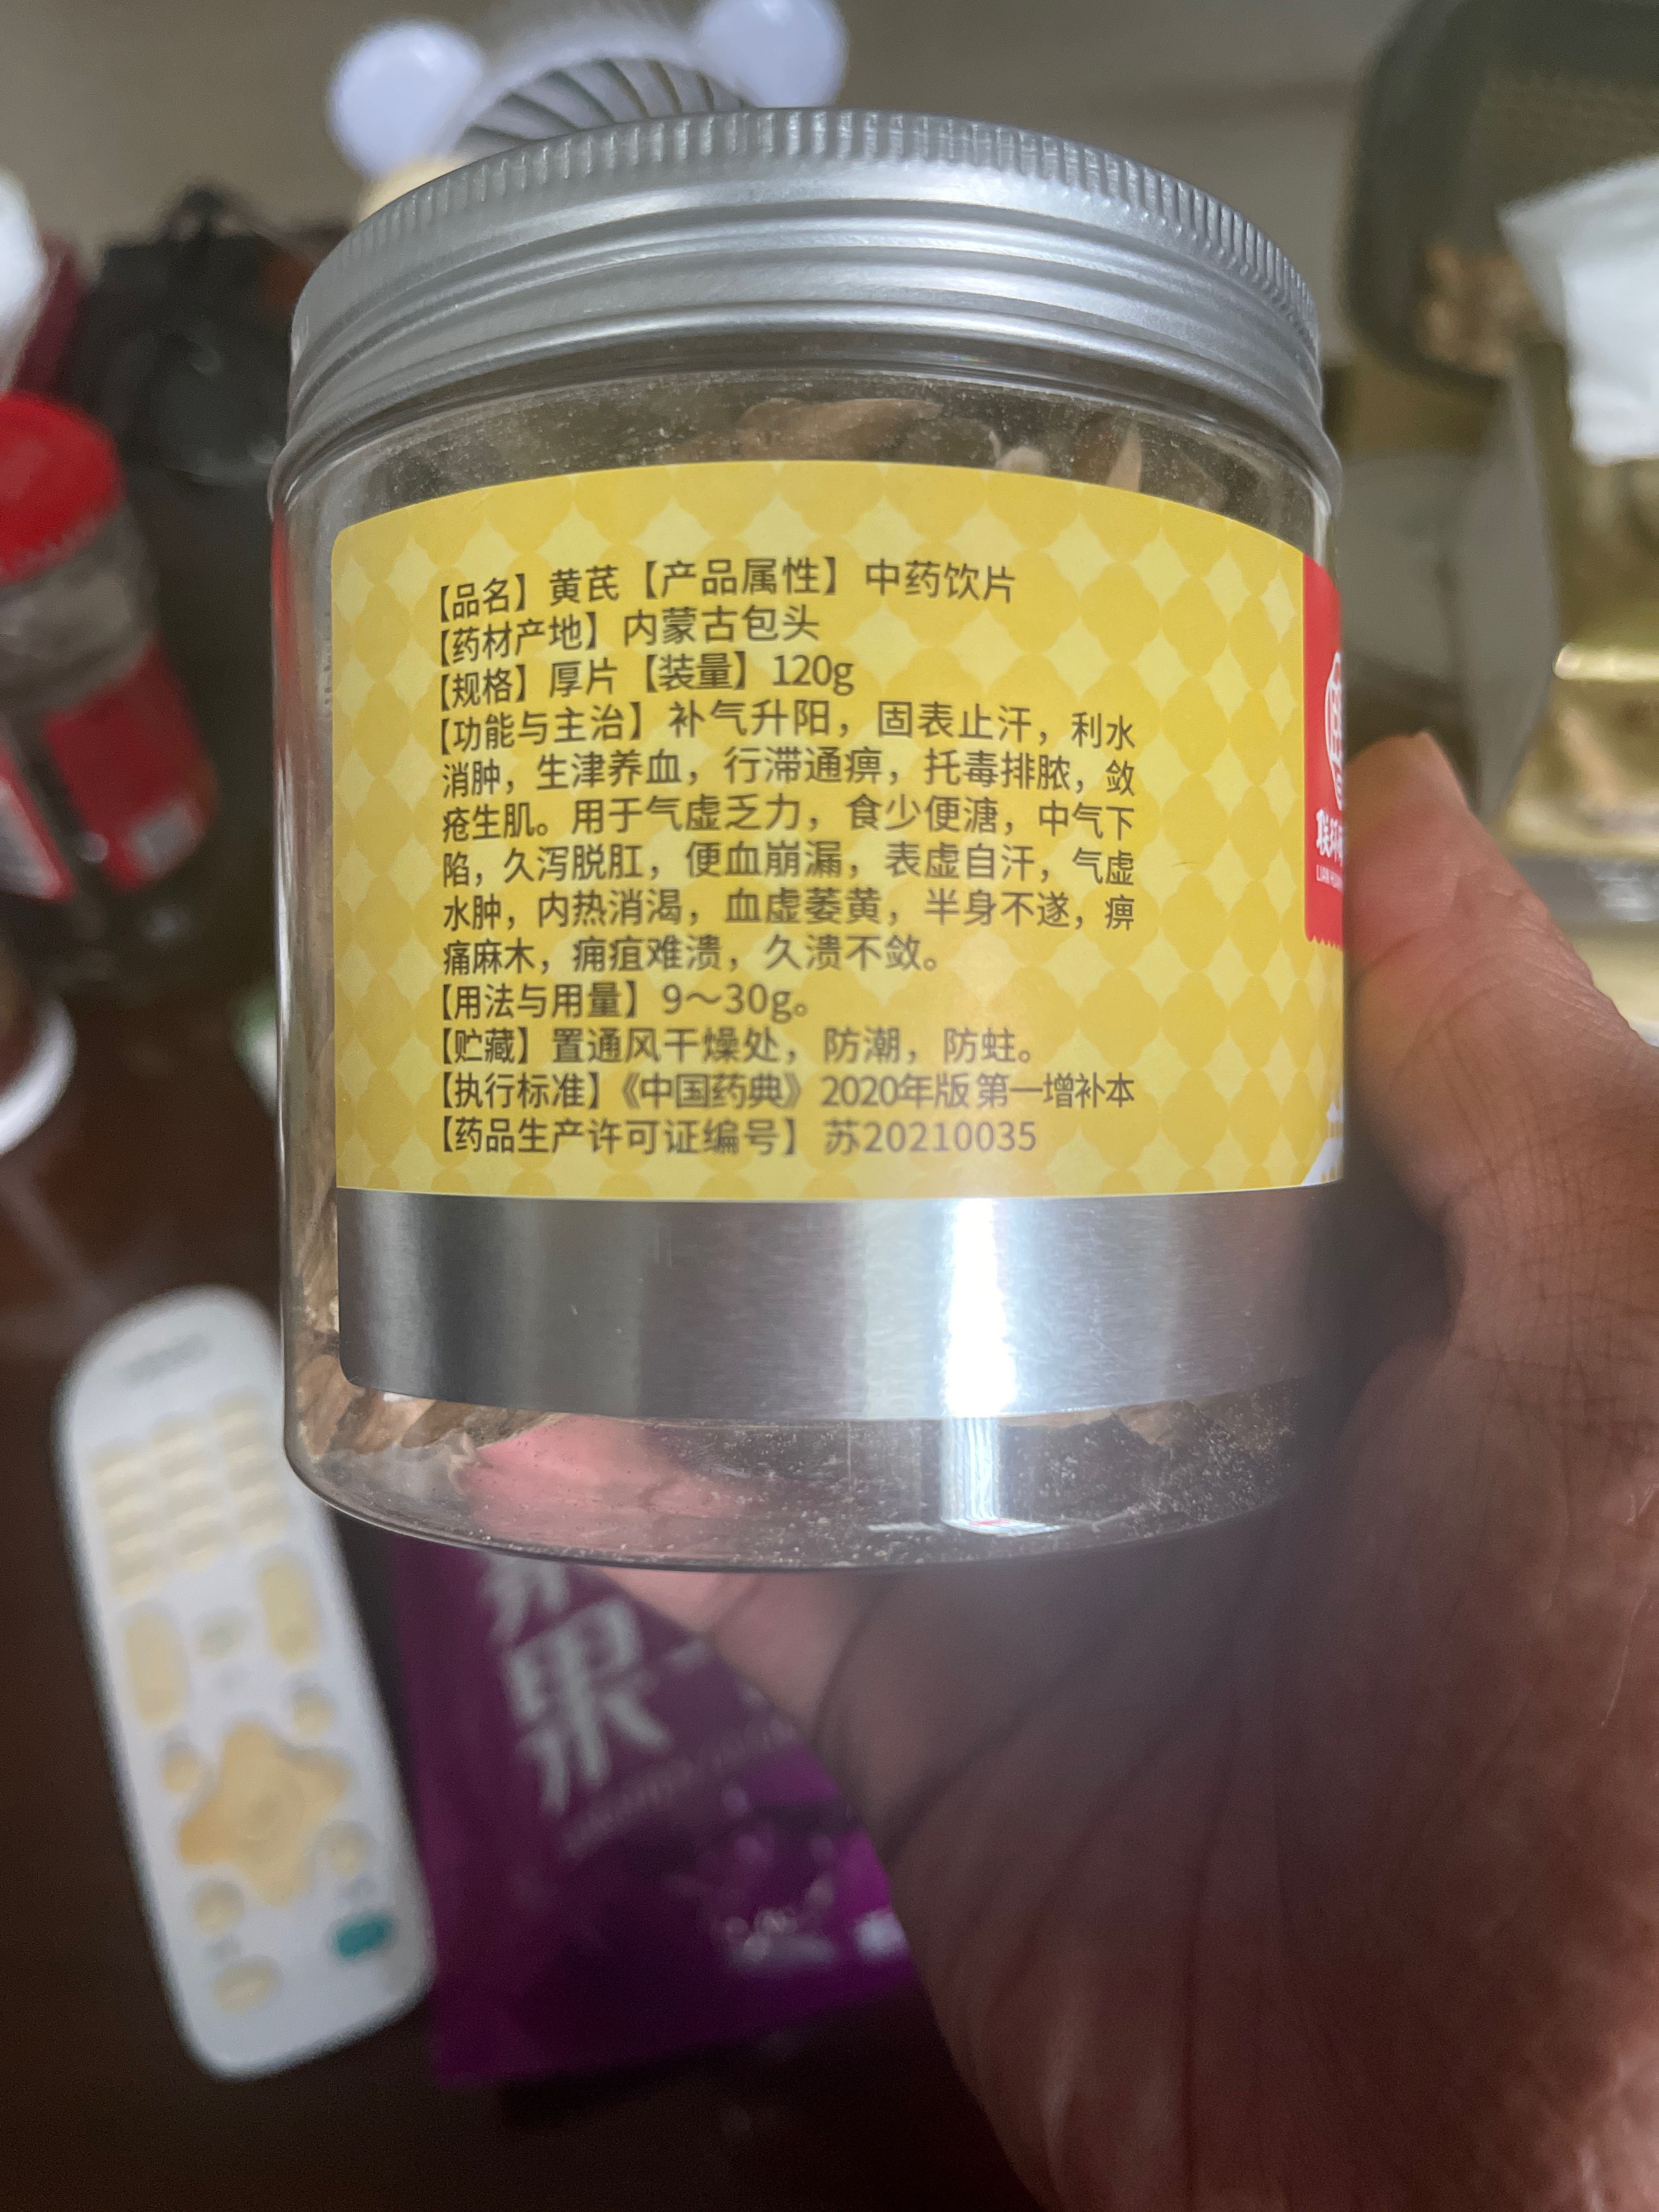 【品名】黄芪【产品属性】中药饮片
【药材产地】内蒙古包头
【规格】厚片【装量】120g
【功能与主治】补气升阳，固表止汗，利水
消肿，生津养血，行滞通痹，托毒排脓，敛
疮生肌。用于气虚乏力，食少便溏，中气下
陷，久泻脱肛，便血崩漏，表虚自汗，气虚
水肿，内热消渴，血虚萎黄，半身不遂，痹
痛麻木，痈疽难溃，久溃不敛。
【用法与用量】9～30g。
【贮藏】置通风干燥处，防潮，防蛀。
【执行标准】《中国药典》2020年版第一增补本
【药品生产许可证编号】苏20210035
联环
LIAN
果